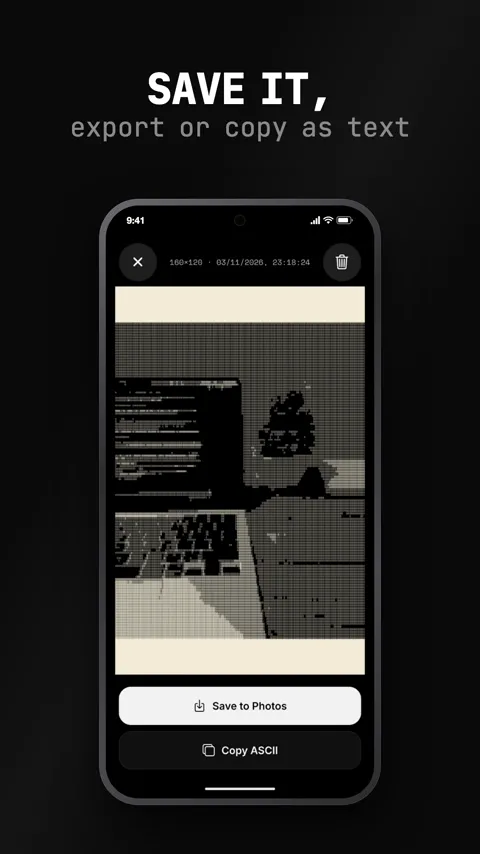 SAVE IT,
export or copy as text
9:41
160×120 · 03/11/2026, 23:18:24
Save to Photos
Copy ASCII